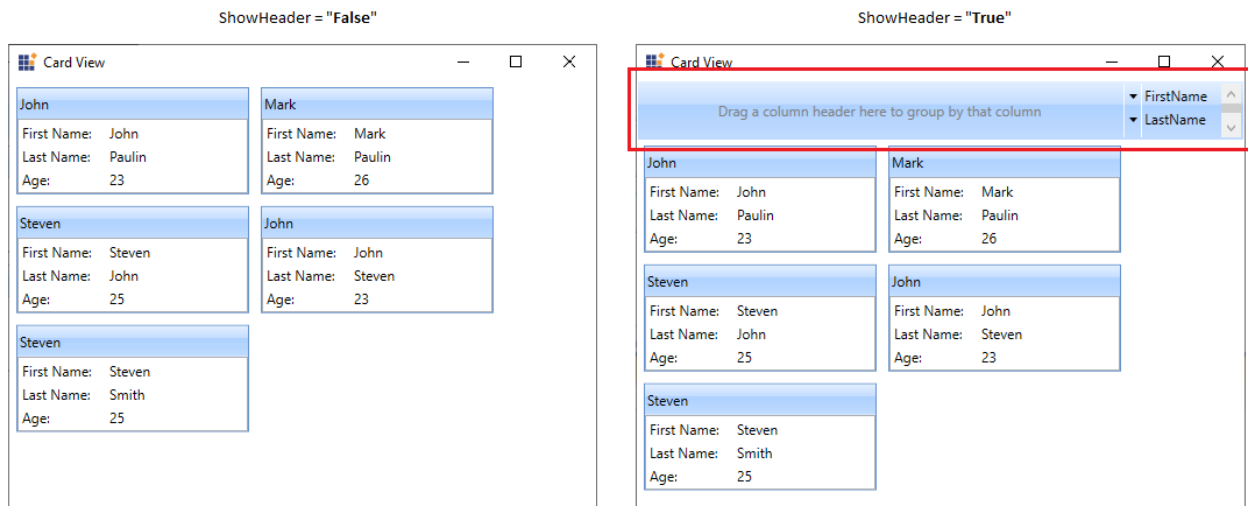 ShowHeader = "False"
Card View
John
First Name: John
Last Name: Paulin
Age: 23
Mark
First Name: Mark
Last Name: Paulin
Age: 26
Steven
First Name: Steven
Last Name: John
Age: 25
John
First Name: John
Last Name: Steven
Age: 23
Steven
First Name: Steven
Last Name: Smith
Age: 25
ShowHeader = "True"
Card View
Drag a column header here to group by that column
FirstName
LastName
John
First Name: John
Last Name: Paulin
Age: 23
Mark
First Name: Mark
Last Name: Paulin
Age: 26
Steven
First Name: Steven
Last Name: John
Age: 25
John
First Name: John
Last Name: Steven
Age: 23
Steven
First Name: Steven
Last Name: Smith
Age: 25